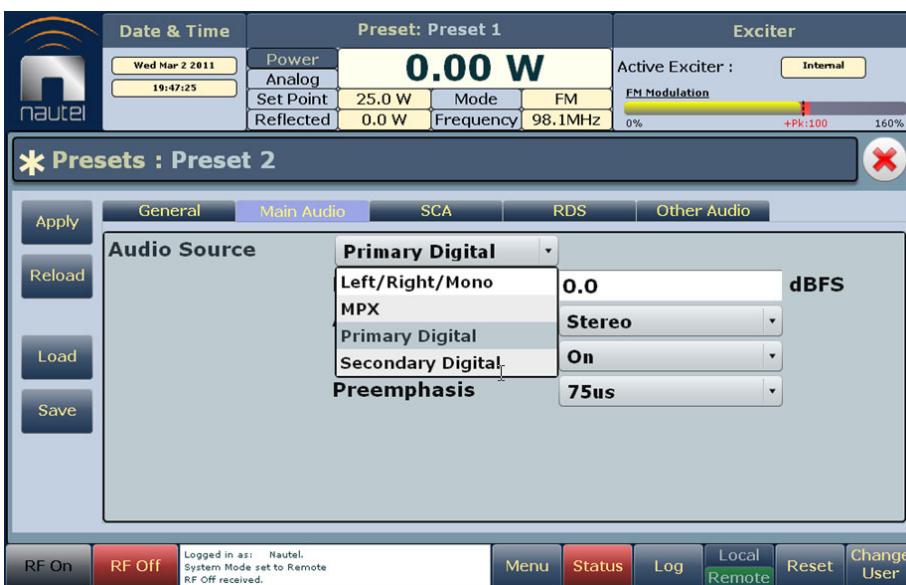 Date & Time
Preset: Preset 1
Exciter
Wed Mar 2 2011
19:47:25
Power
Analog
0.00 W
Set Point
25.0 W
Mode
FM
Reflected
0.0 W
Frequency
98.1MHz
Active Exciter :
Internal
FM Modulation
0%
+Pk:100
160%
nautel
Presets : Preset 2
Apply
Reload
Load
Save
General
Main Audio
SCA
RDS
Other Audio
Audio Source
Primary Digital
Left/Right/Mono
MPX
Primary Digital
Secondary Digital
0.0
dBFS
Stereo
On
Preemphasis
75us
RF On
RF Off
Logged in as: Nautel.
System Mode set to Remote
RF Off received.
Menu
Status
Log
Local
Remote
Reset
Change
User